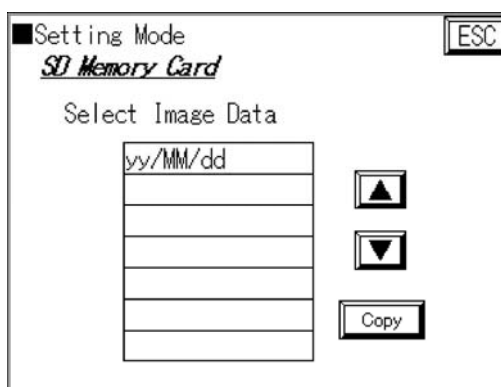 ■Setting Mode
ESC
SD Memory Card
Select Image Data
yy/MM/dd
▲
▼
Copy